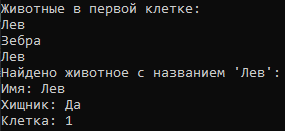 Животные в первой клетке:
Лев
Зебра
Лев
Найдено животное с названием 'Лев':
Имя: Лев
Хищник: Да
Клетка: 1